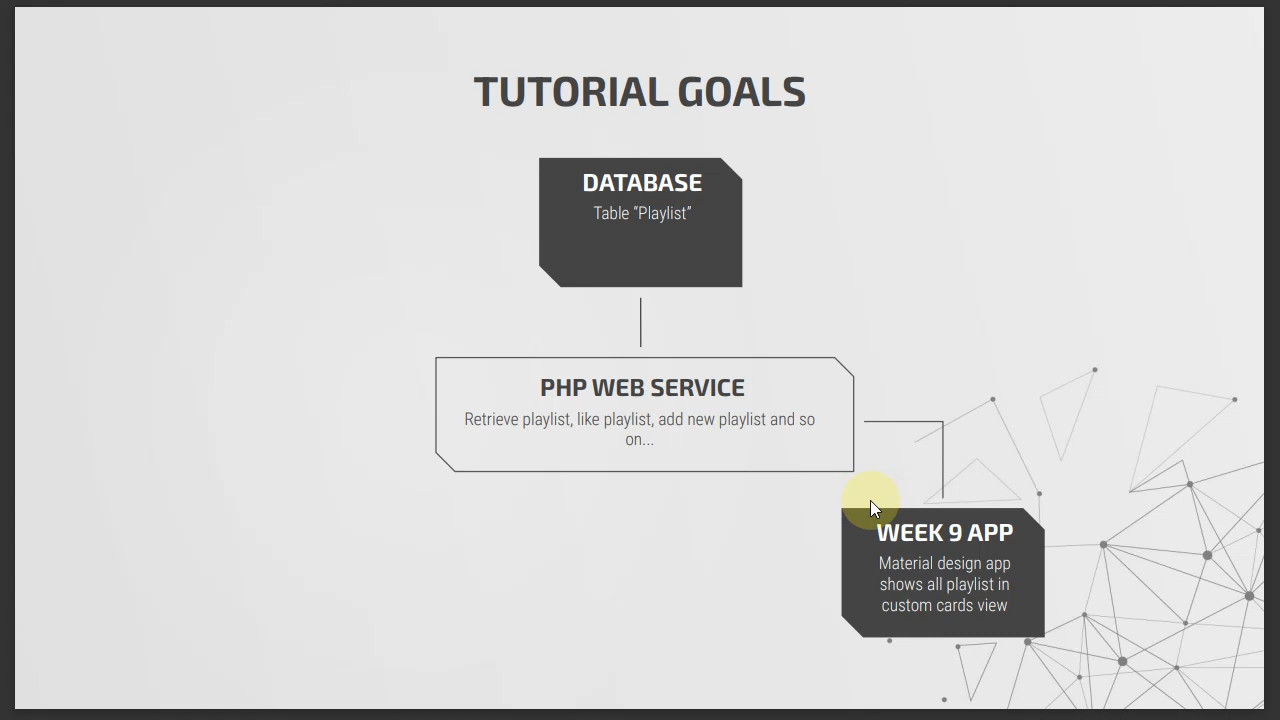 TUTORIAL GOALS
DATABASE
Table “Playlist”
PHP WEB SERVICE
Retrieve playlist, like playlist, add new playlist and so
on...
WEEK 9 APP
Material design app
shows all playlist in
custom cards view